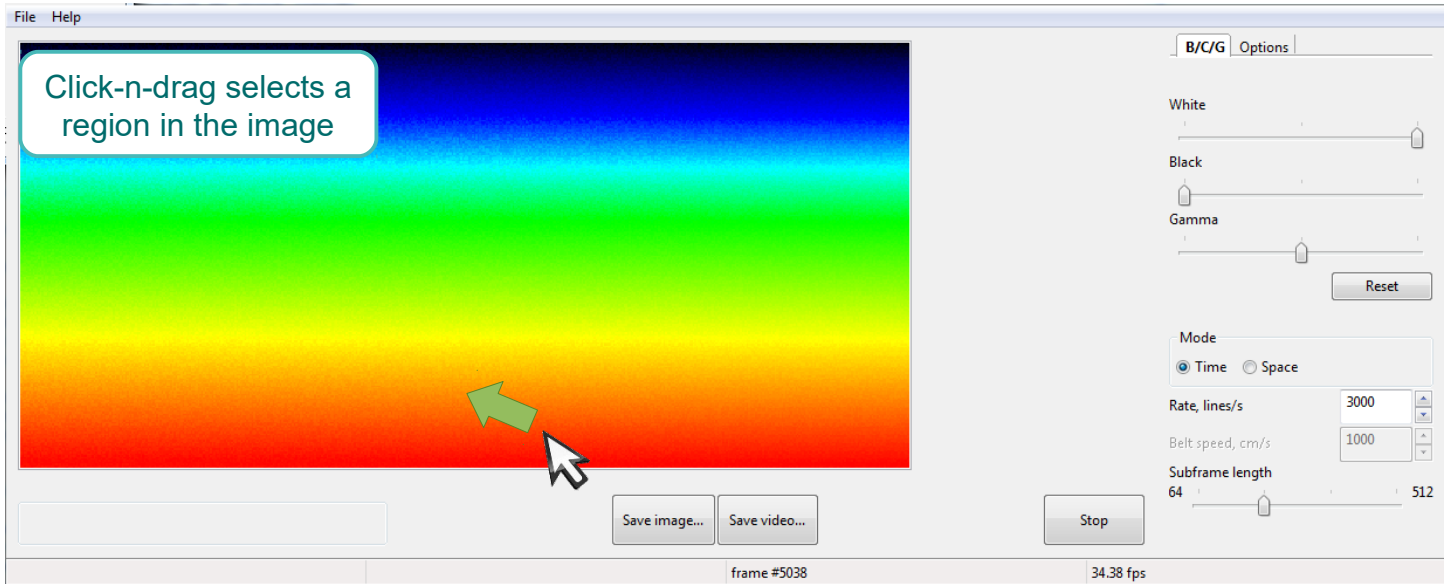 File Help
Click-n-drag selects a
region in the image
B/C/G Options
White
Black
Gamma
Reset
Mode
Time Space
Rate, lines/s 3000
Belt speed, cm/s 1000
Subframe length
64 512
Save image... Save video... Stop
frame #5038 34.38 fps